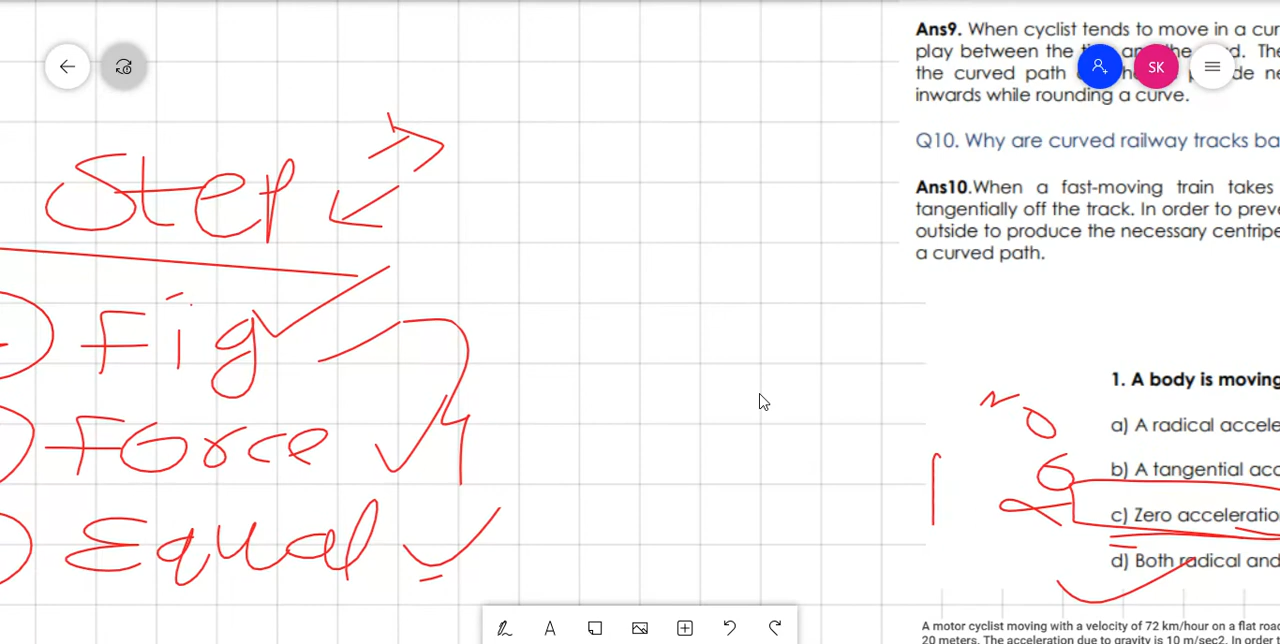 Step
Fig
Force
Equal
Ans9. When cyclist tends to move in a cur
play between the
the curved path
inwards while rounding a curve.
SK
Q10. Why are curved railway tracks ba
Ans10.When a fast-moving train takes
tangentially off the track. In order to prev
outside to produce the necessary centripe
a curved path.
1. A body is moving
a) A radical accele
b) A tangential acc
c) Zero acceleratio
d) Both radical and
A motor cyclist moving with a velocity of 72 km/hour on a flat road
20 meters. The acceleration due to gravity is 10 m/sec2. In order t